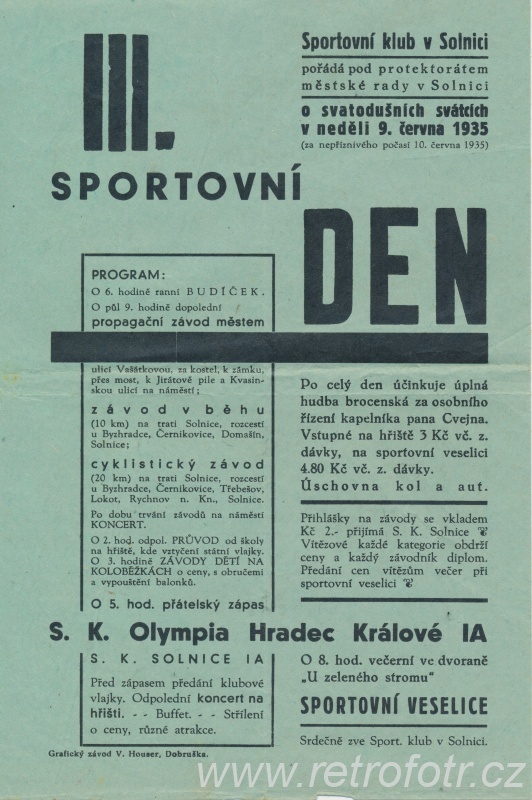 III.
SPORTOVNÍ
DEN
Sportovní klub v Solnici
pořádá pod protektorátem
městské rady v Solnici
o svatodušních svátcích
v neděli 9. června 1935
(za nepříznivého počasí 10. června 1935)
PROGRAM:
O 6. hodině ranní BUDÍČEK.
O půl 9. hodině dopolední
propagační závod městem
ulicí Vašátkovou, za kostel, k zámku,
přes most, k Jirátově pile a Kvasin-
skou ulicí na náměstí;
závod v běhu
(10 km) na trati Solnice, rozcestí
u Byzhradce, Černikovice, Domašín,
Solnice;
cyklistický závod
(20 km) na trati Solnice, rozcestí
u Byzhradce, Černikovice, Třebešov,
Lokot, Rychnov n. Kn., Solnice.
Po dobu trvání závodů na náměstí
KONCERT.
O 2. hod. odpol. PRŮVOD od školy
na hřiště, kde vztyčení státní vlajky.
O 3. hodině ZÁVODY DĚTÍ NA
KOLOBĚŽKÁCH o ceny, s obručemi
a vypouštění balonků.
O 5. hod. přátelský zápas
Po celý den účinkuje úplná
hudba brocenská za osobního
řízení kapelníka pana Cvejna.
Vstupné na hřiště 3 Kč vč. z.
dávky, na sportovní veselici
4.80 Kč vč. z. dávky.
Úschovna kol a aut.
Přihlášky na závody se vkladem
Kč 2.- přijímá S. K. Solnice
Vítězové každé kategorie obdrží
ceny a každý závodník diplom.
Předání cen vítězům večer při
sportovní veselici
S. K. Olympia Hradec Králové IA
S. K. SOLNICE IA
Před zápasem předání klubové
vlajky. Odpolední koncert na
hřišti. - - Buffet. - - Střílení
o ceny, různé atrakce.
O 8. hod. večerní ve dvoraně
„U zeleného stromu"
SPORTOVNÍ VESELICE
Srdečně zve Sport. klub v Solnici.
Grafický závod V. Houser, Dobruška.
www.retrofotr.cz